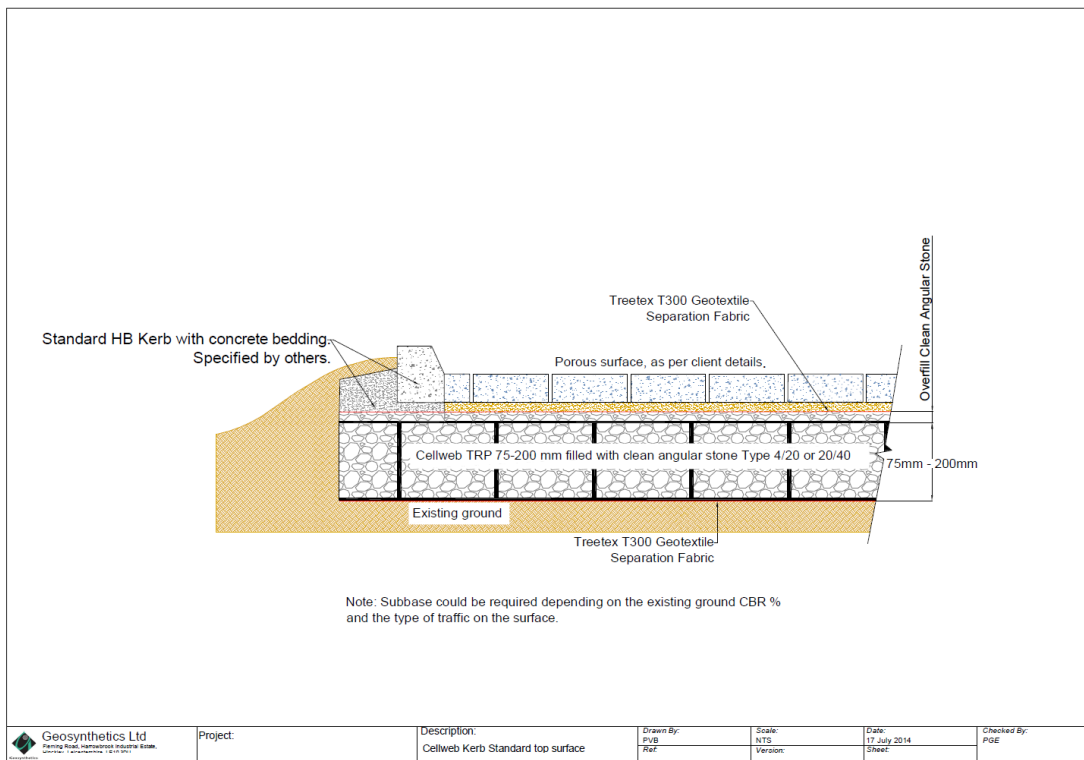 Overfill Clean Angular Stone
Treetex T300 Geotextile
Separation Fabric
Standard HB Kerb with concrete bedding.
Specified by others.
Porous surface, as per client details.
Cellweb TRP 75-200 mm filled with clean angular stone Type 4/20 or 20/40
75mm - 200mm
Existing ground
Treetex T300 Geotextile
Separation Fabric
Note: Subbase could be required depending on the existing ground CBR %
and the type of traffic on the surface.
Geosynthetics Ltd
Fleming Road, Harrowbrook Industrial Estate,
Hinckley, Leicestershire, LE10 3DU
Geosynthetics
Project:
Description:
Cellweb Kerb Standard top surface
Drawn By:
PVB
Ref:
Scale:
NTS
Version:
Date:
17 July 2014
Sheet:
Checked By:
PGE